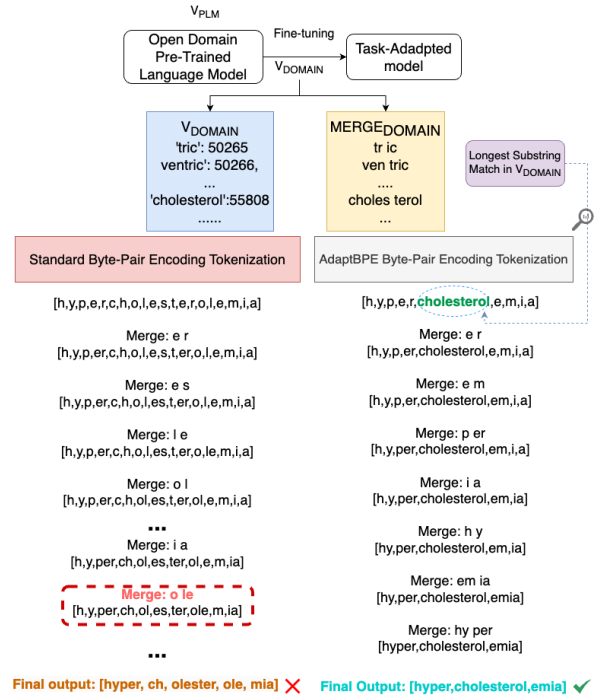 V_PLM
Open Domain
Pre-Trained
Language Model
Fine-tuning
V_DOMAIN
Task-Adadpted
model
V_DOMAIN
'tric': 50265
ventric': 50266,
...
'cholesterol':55808
......
MERGE_DOMAIN
tr ic
ven tric
....
choles terol
...
Longest Substring
Match in V_DOMAIN
Standard Byte-Pair Encoding Tokenization
[h,y,p,e,r,c,h,o,l,e,s,t,e,r,o,l,e,m,i,a]
Merge: e r
[h,y,p,er,c,h,o,l,e,s,t,er,o,l,e,m,i,a]
Merge: e s
[h,y,p,er,c,h,o,l,es,t,er,o,l,e,m,i,a]
Merge: l e
[h,y,p,er,c,h,o,l,es,t,er,o,le,m,i,a]
Merge: o l
[h,y,p,er,c,h,ol,es,t,er,ol,e,m,i,a]
...
Merge: i a
[h,y,per,ch,ol,es,ter,ol,e,m,ia]
Merge: o le
[h,y,per,ch,ol,es,ter,ole,m,ia]
...
Final output: [hyper, ch, olester, ole, mia]
AdaptBPE Byte-Pair Encoding Tokenization
[h,y,p,e,r,cholesterol,e,m,i,a]
Merge: e r
[h,y,p,er,cholesterol,e,m,i,a]
Merge: e m
[h,y,p,er,cholesterol,em,i,a]
Merge: p er
[h,y,per,cholesterol,em,i,a]
Merge: i a
[h,y,per,cholesterol,em,ia]
Merge: h y
[hy,per,cholesterol,em,ia]
Merge: em ia
[hy,per,cholesterol,emia]
Merge: hy per
[hyper,cholesterol,emia]
Final Output: [hyper,cholesterol,emia]